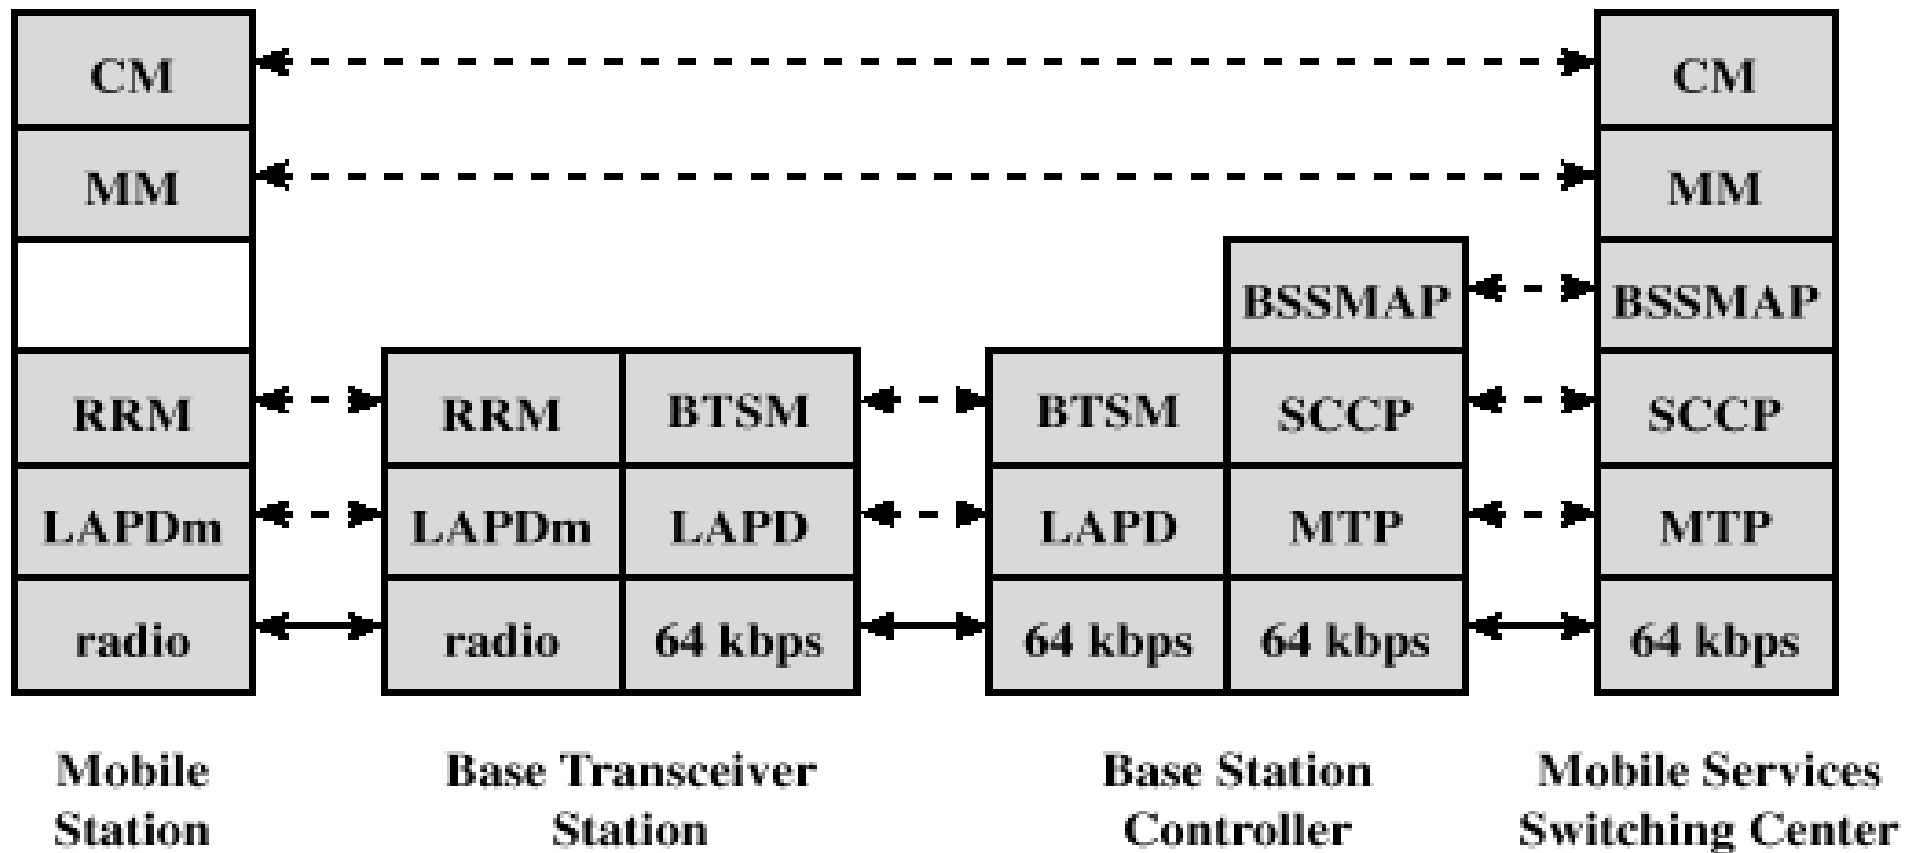 CM
CM
MM
MM
BSSMAP
BSSMAP
RRM
RRM
BTSM
BTSM
SCCP
SCCP
LAPDm
LAPDm
LAPD
LAPD
MTP
MTP
radio
radio
64 kbps
64 kbps
64 kbps
64 kbps
Mobile
Station
Base Transceiver
Station
Base Station
Controller
Mobile Services
Switching Center